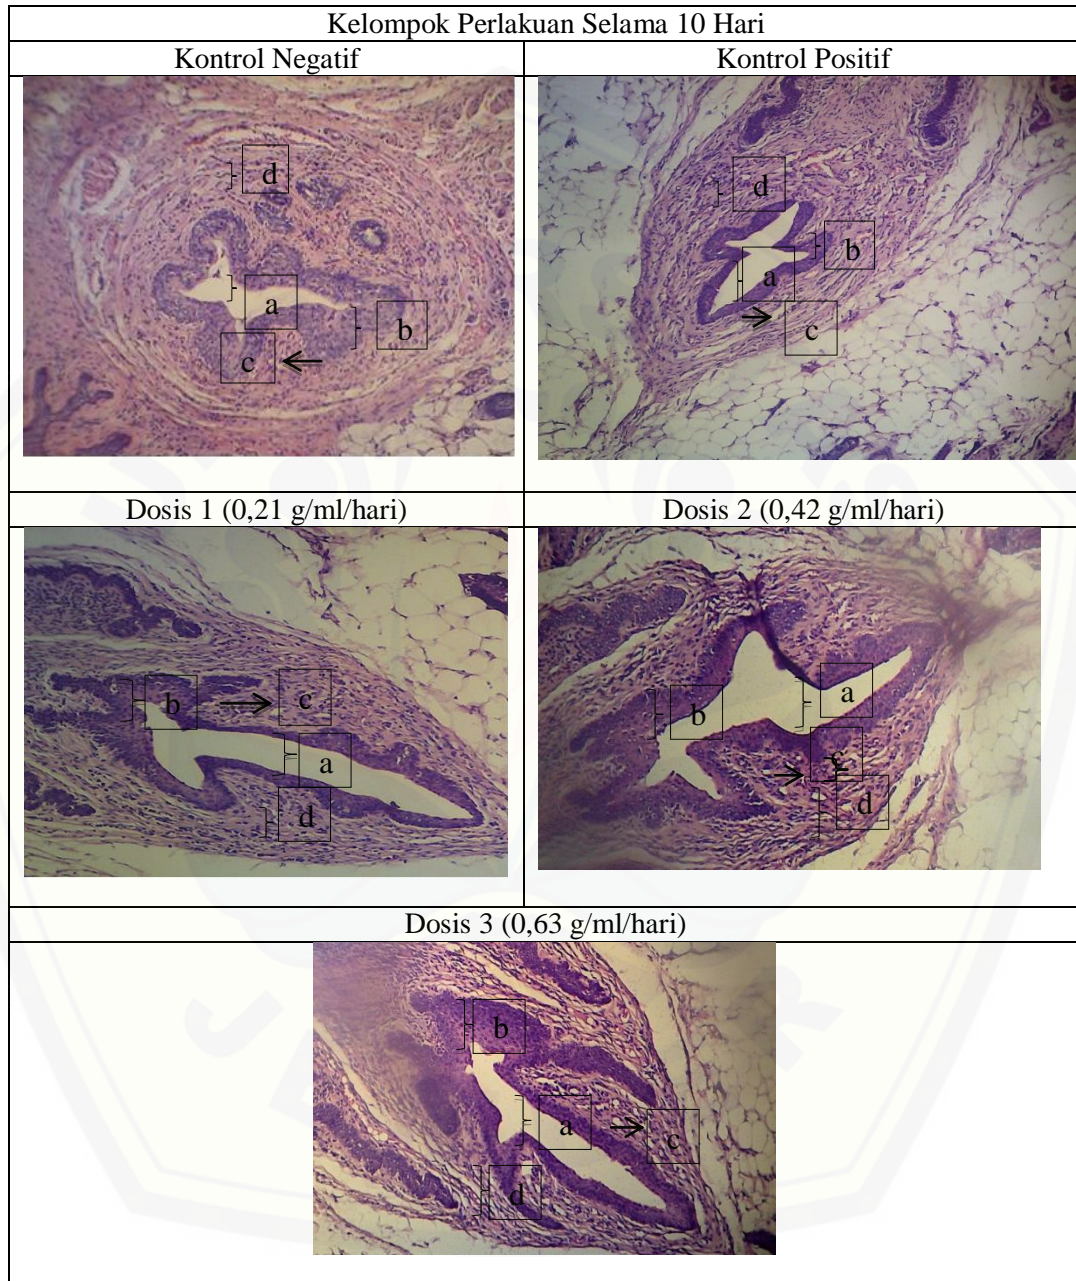 Kelompok Perlakuan Selama 10 Hari
Kontrol Negatif
Kontrol Positif
d
a
b
c
d
b
a
c
Dosis 1 (0,21 g/ml/hari)
Dosis 2 (0,42 g/ml/hari)
b
c
a
d
a
b
c
d
Dosis 3 (0,63 g/ml/hari)
b
a
c
d